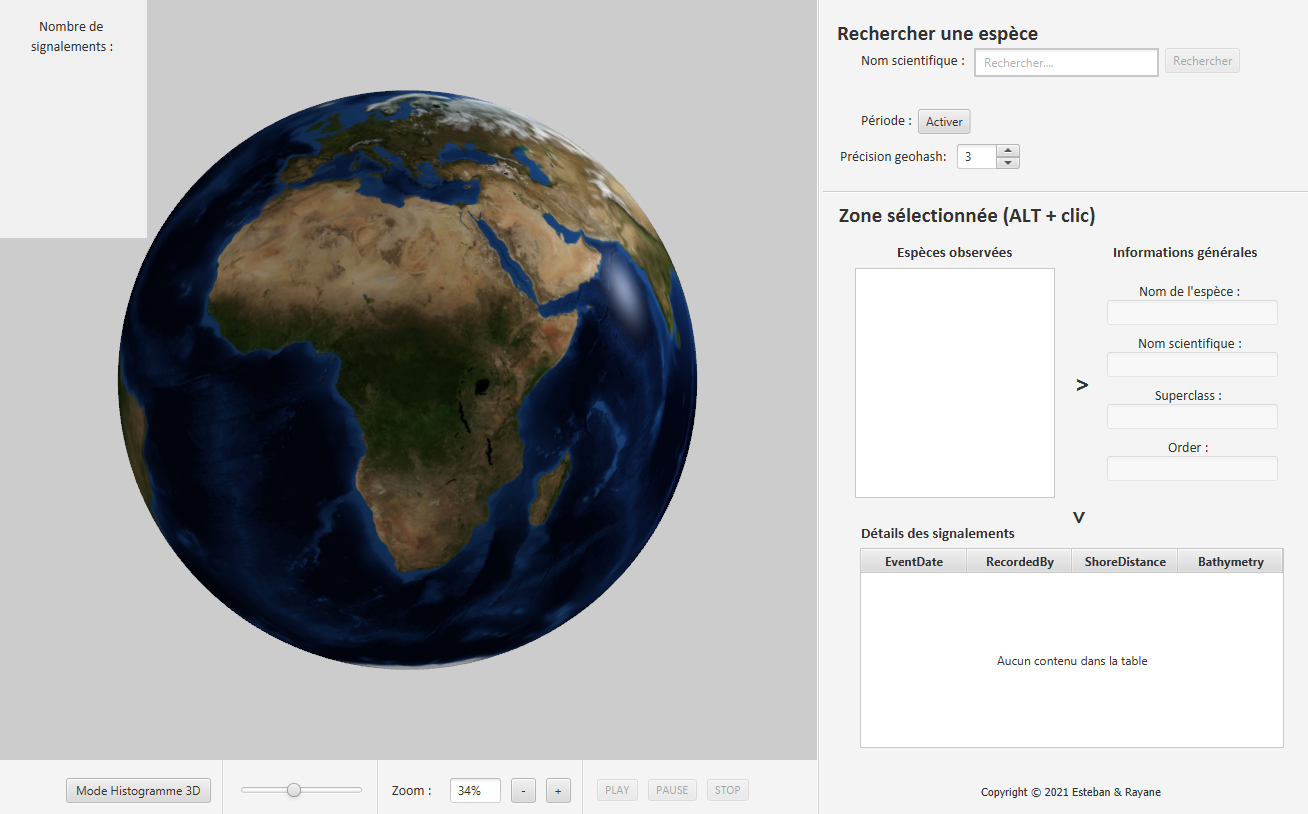 Nombre de
signalements :
Rechercher une espèce
Nom scientifique :
Rechercher....
Rechercher
Période :
Activer
Précision geohash:
3
Zone sélectionnée (ALT + clic)
Espèces observées
Informations générales
Nom de l'espèce :
Nom scientifique :
>
Superclass :
Order :
>
Détails des signalements
EventDate
RecordedBy
ShoreDistance
Bathymetry
Aucun contenu dans la table
Mode Histogramme 3D
Zoom :
34%
-
+
PLAY
PAUSE
STOP
Copyright © 2021 Esteban & Rayane